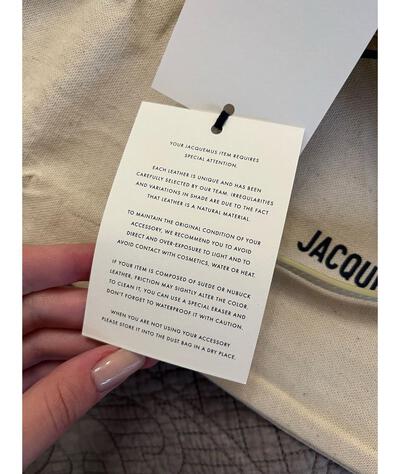 YOUR JACQUEMUS ITEM REQUIRES
SPECIAL ATTENTION.
EACH LEATHER IS UNIQUE AND HAS BEEN
CAREFULLY SELECTED BY OUR TEAM. IRREGULARITIES
AND VARIATIONS IN SHADE ARE DUE TO THE FACT
THAT LEATHER IS A NATURAL MATERIAL.
TO MAINTAIN THE ORIGINAL CONDITION OF YOUR
ACCESSORY, WE RECOMMEND YOU TO AVOID
DIRECT AND OVER-EXPOSURE TO LIGHT AND TO
AVOID CONTACT WITH COSMETICS, WATER OR HEAT.
IF YOUR ITEM IS COMPOSED OF SUEDE OR NUBUCK
LEATHER, FRICTION MAY SIGHTLY ALTER THE COLOR.
TO CLEAN IT, YOU CAN USE A SPECIAL ERASER AND
DON'T FORGET TO WATERPROOF IT WITH CAUTION.
WHEN YOU ARE NOT USING YOUR ACCESSORY
PLEASE STORE IT INTO THE DUST BAG IN A DRY PLACE.
JACQU